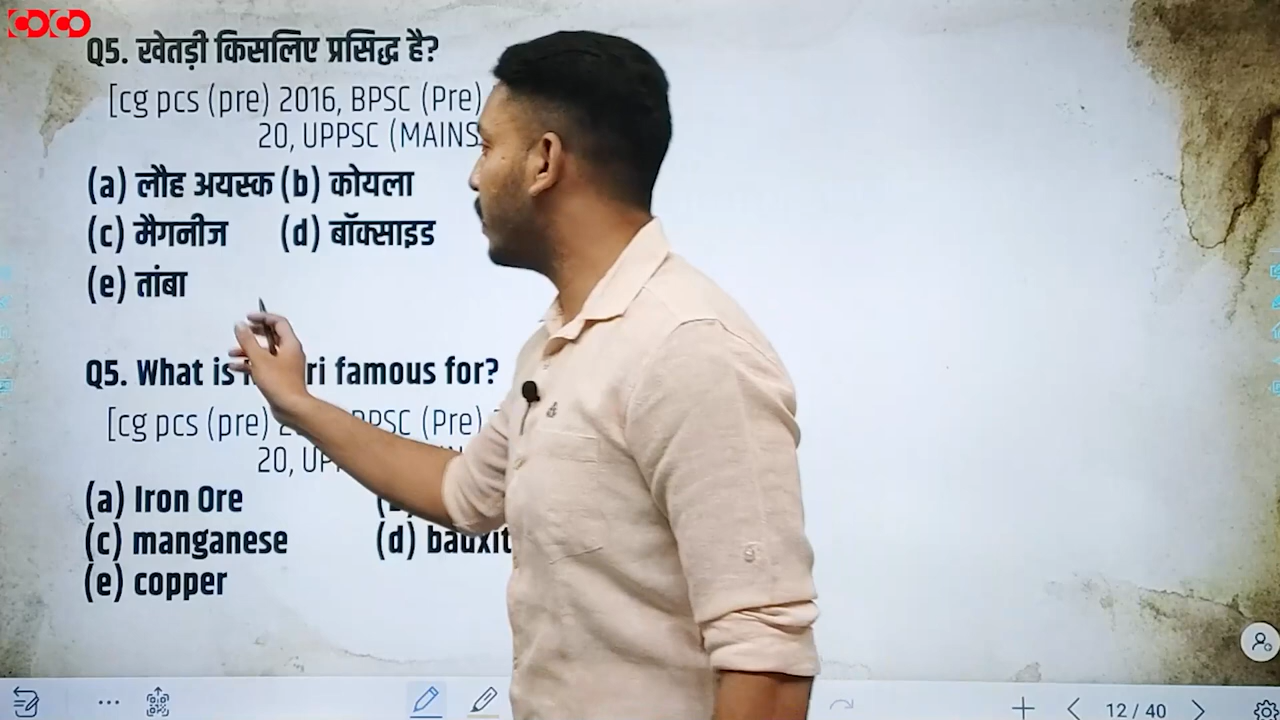 Q5. खेतड़ी किसलिए प्रसिद्ध है?
[cg pcs (pre) 2016, BPSC (Pre)
20, UPPSC (MAINS
(a) लौह अयस्क (b) कोयला
(c) मैगनीज (d) बॉक्साइड
(e) तांबा
Q5. What is famous for?
[cg pcs (pre) BPSC (Pre)
20,
(a) Iron Ore
(c) manganese (d) bauxit
(e) copper
12 / 40